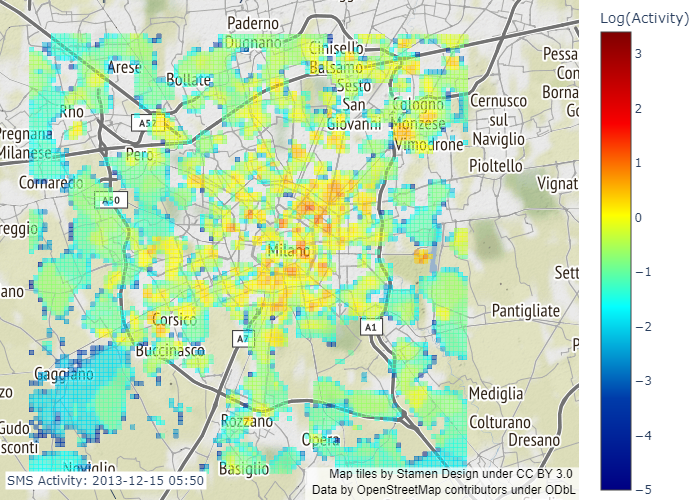 Paderno
Dugnano
Cinisello
Balsamo
Sesto
San
Giovanni
Arese
Bollate
Rho
A52
Pero
Pregnana
Milanese
Cornaredo
A50
Cologno
Monzese
Vimodrone
Cernusco
sul
Naviglio
Pioltello
Vignat
Pessa
Con
Borna
Go
reggio
ano
Milano
Corsico
Buccinasco
A7
A1
Gaggiano
zo
Gudo
sconti
Noviglio
Rozzano
Opera
Basiglio
Sett
Pantigliate
P
Mediglia
Colturano
Dresano
SMS Activity: 2013-12-15 05:50
Map tiles by Stamen Design under CC BY 3.0
Data by OpenStreetMap contributors under ODbL
Log(Activity)
3
2
1
0
−1
−2
−3
−4
−5